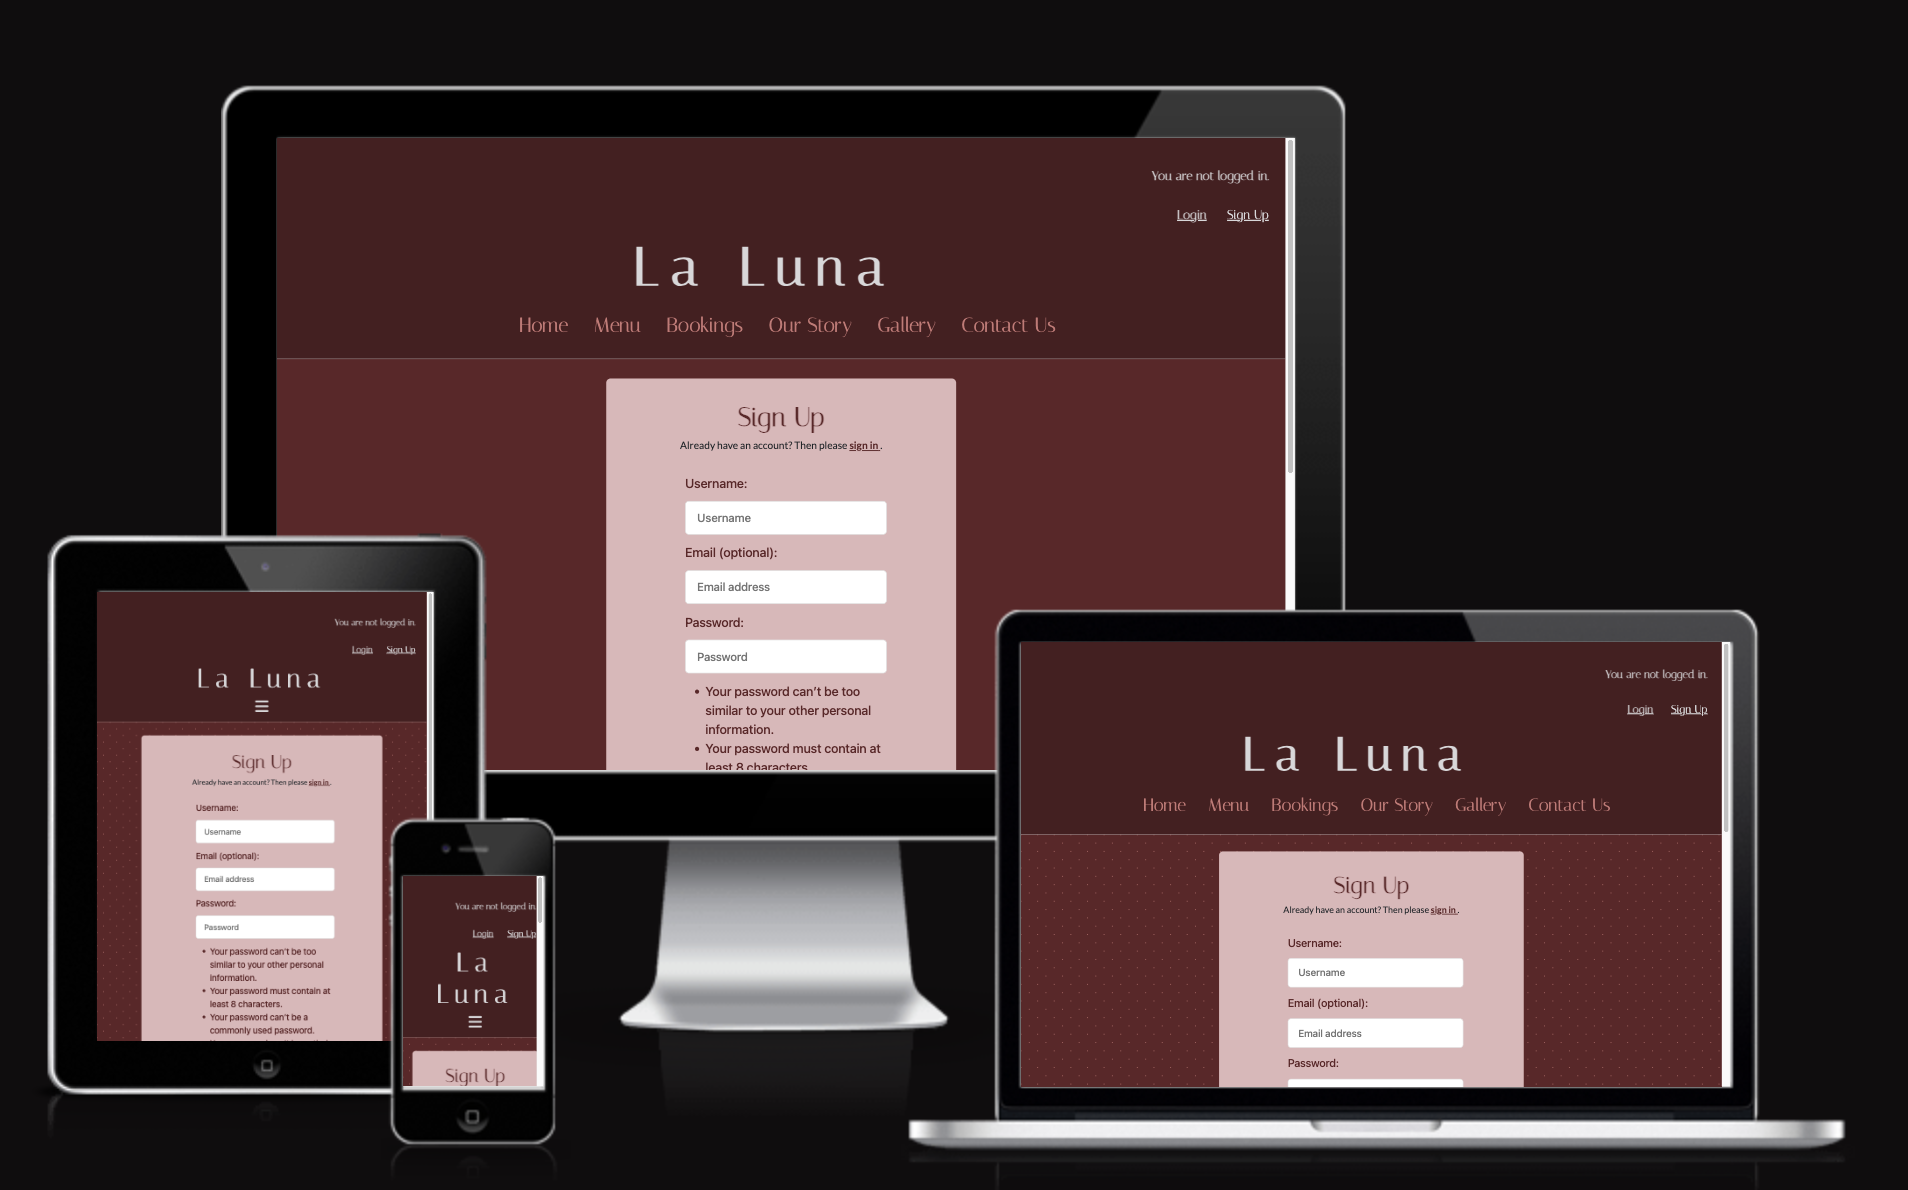 You are not logged in.
Login Sign Up
La Luna
Home Menu Bookings Our Story Gallery Contact Us
Sign Up
Already have an account? Then please sign in .
Username:
Username
Email (optional):
Email address
Password:
Password
• Your password can't be too
similar to your other personal
information.
• Your password must contain at
least 8 characters
You are not logged in.
Login Sign Up
La Luna
Sign Up
Already have an account? Then please sign in .
Username:
Username
Email (optional):
Email address
Password:
Password
• Your password can't be too
similar to your other personal
information.
• Your password must contain at
least 8 characters.
• Your password can't be a
commonly used password.
You are not logged in.
Login Sign Up
La
Luna
Sign Up
You are not logged in.
Login Sign Up
La Luna
Home Menu Bookings Our Story Gallery Contact Us
Sign Up
Already have an account? Then please sign in .
Username:
Username
Email (optional):
Email address
Password: